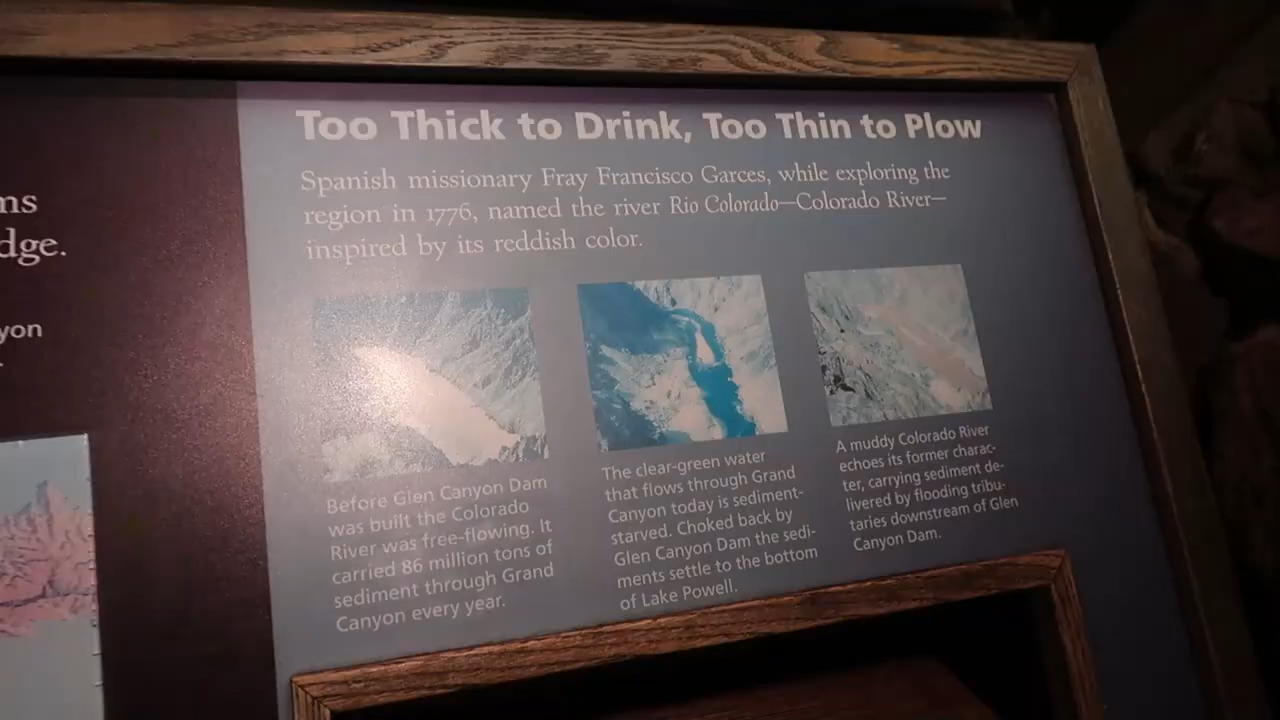 ms
dge.
yon
Too Thick to Drink, Too Thin to Plow
Spanish missionary Fray Francisco Garces, while exploring the
region in 1776, named the river Rio Colorado—Colorado River—
inspired by its reddish color.
Before Glen Canyon Dam
was built the Colorado
River was free-flowing. It
carried 86 million tons of
sediment through Grand
Canyon every year.
The clear-green water
that flows through Grand
Canyon today is sediment-
starved. Choked back by
Glen Canyon Dam the sedi-
ments settle to the bottom
of Lake Powell.
A muddy Colorado River
echoes its former charac-
ter, carrying sediment de-
livered by flooding tribu-
taries downstream of Glen
Canyon Dam.